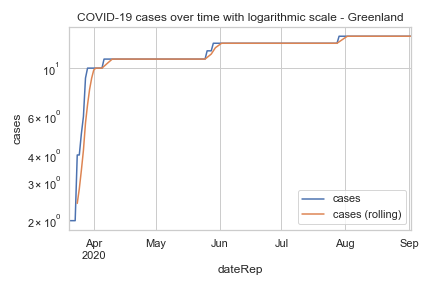 COVID-19 cases over time with logarithmic scale - Greenland
cases
10¹
6 × 10⁰
4 × 10⁰
3 × 10⁰
2 × 10⁰
Apr
2020
May
Jun
Jul
Aug
Sep
dateRep
cases
cases (rolling)